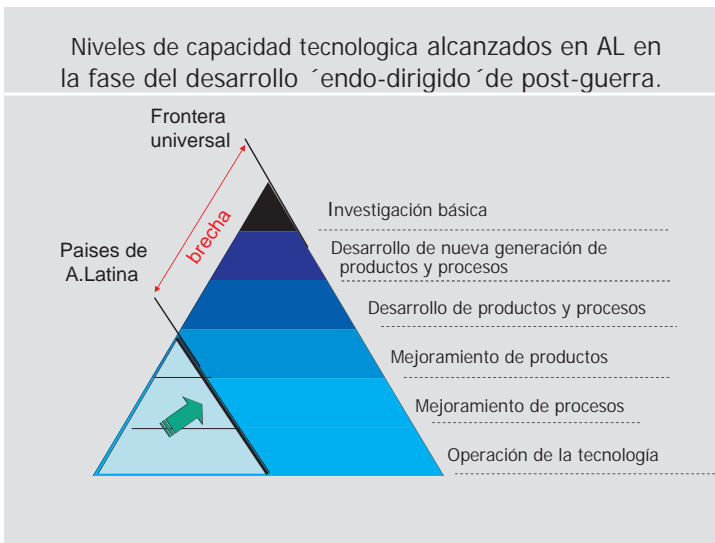 Niveles de capacidad tecnologica alcanzados en AL en
la fase del desarrollo ´endo-dirigido´de post-guerra.
Frontera
universal
brecha
Paises de
A.Latina
Investigación básica
Desarrollo de nueva generación de
productos y procesos
Desarrollo de productos y procesos
Mejoramiento de productos
Mejoramiento de procesos
Operación de la tecnología